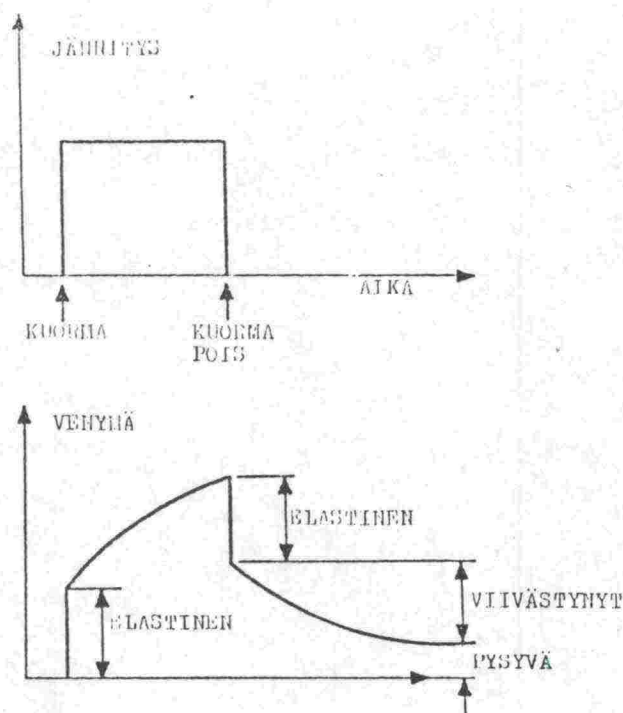 JÄNNITYS
AIKA
KUORMA
KUORMA
POIS
VENYMÄ
ELASTINEN
ELASTINEN
VIIVÄSTYNYT
PYSYVÄ